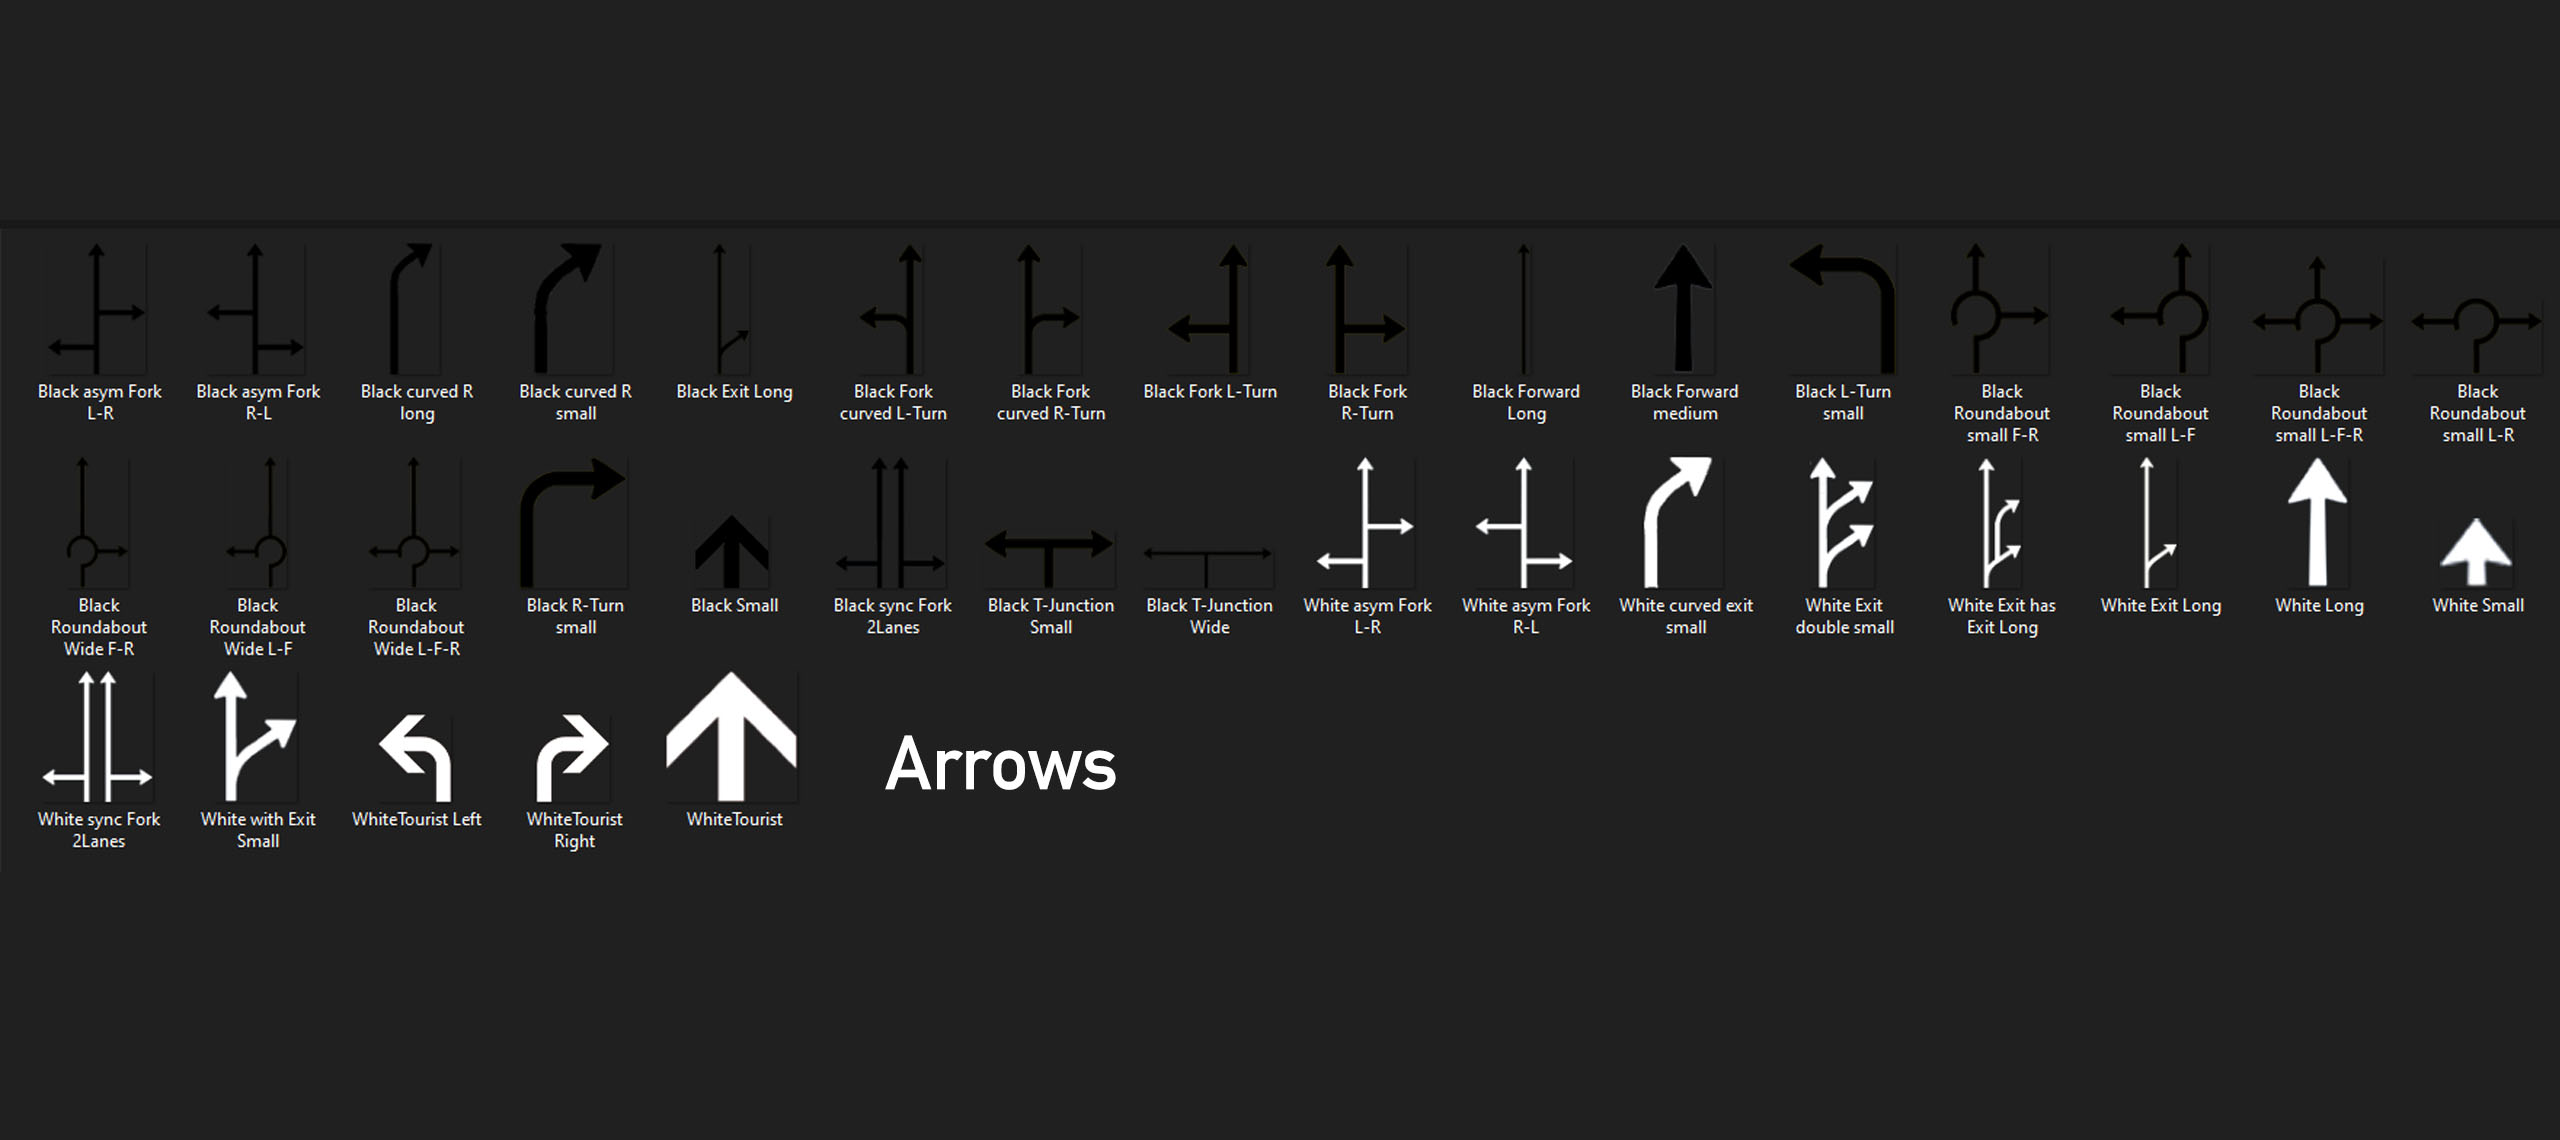 Black asym Fork
L-R
Black asym Fork
R-L
Black curved R
long
Black curved R
small
Black Exit Long
Black Fork
curved L-Turn
Black Fork
curved R-Turn
Black Fork L-Turn
Black Fork
R-Turn
Black Forward
Long
Black Forward
medium
Black L-Turn
small
Black
Roundabout
small F-R
Black
Roundabout
small L-F
Black
Roundabout
small L-F-R
Black
Roundabout
small L-R
Black
Roundabout
Wide F-R
Black
Roundabout
Wide L-F
Black
Roundabout
Wide L-F-R
Black R-Turn
small
Black Small
Black sync Fork
2Lanes
Black T-Junction
Small
Black T-Junction
Wide
White asym Fork
L-R
White asym Fork
R-L
White curved exit
small
White Exit
double small
White Exit has
Exit Long
White Exit Long
White Long
White Small
White sync Fork
2Lanes
White with Exit
Small
WhiteTourist Left
WhiteTourist
Right
WhiteTourist
Arrows